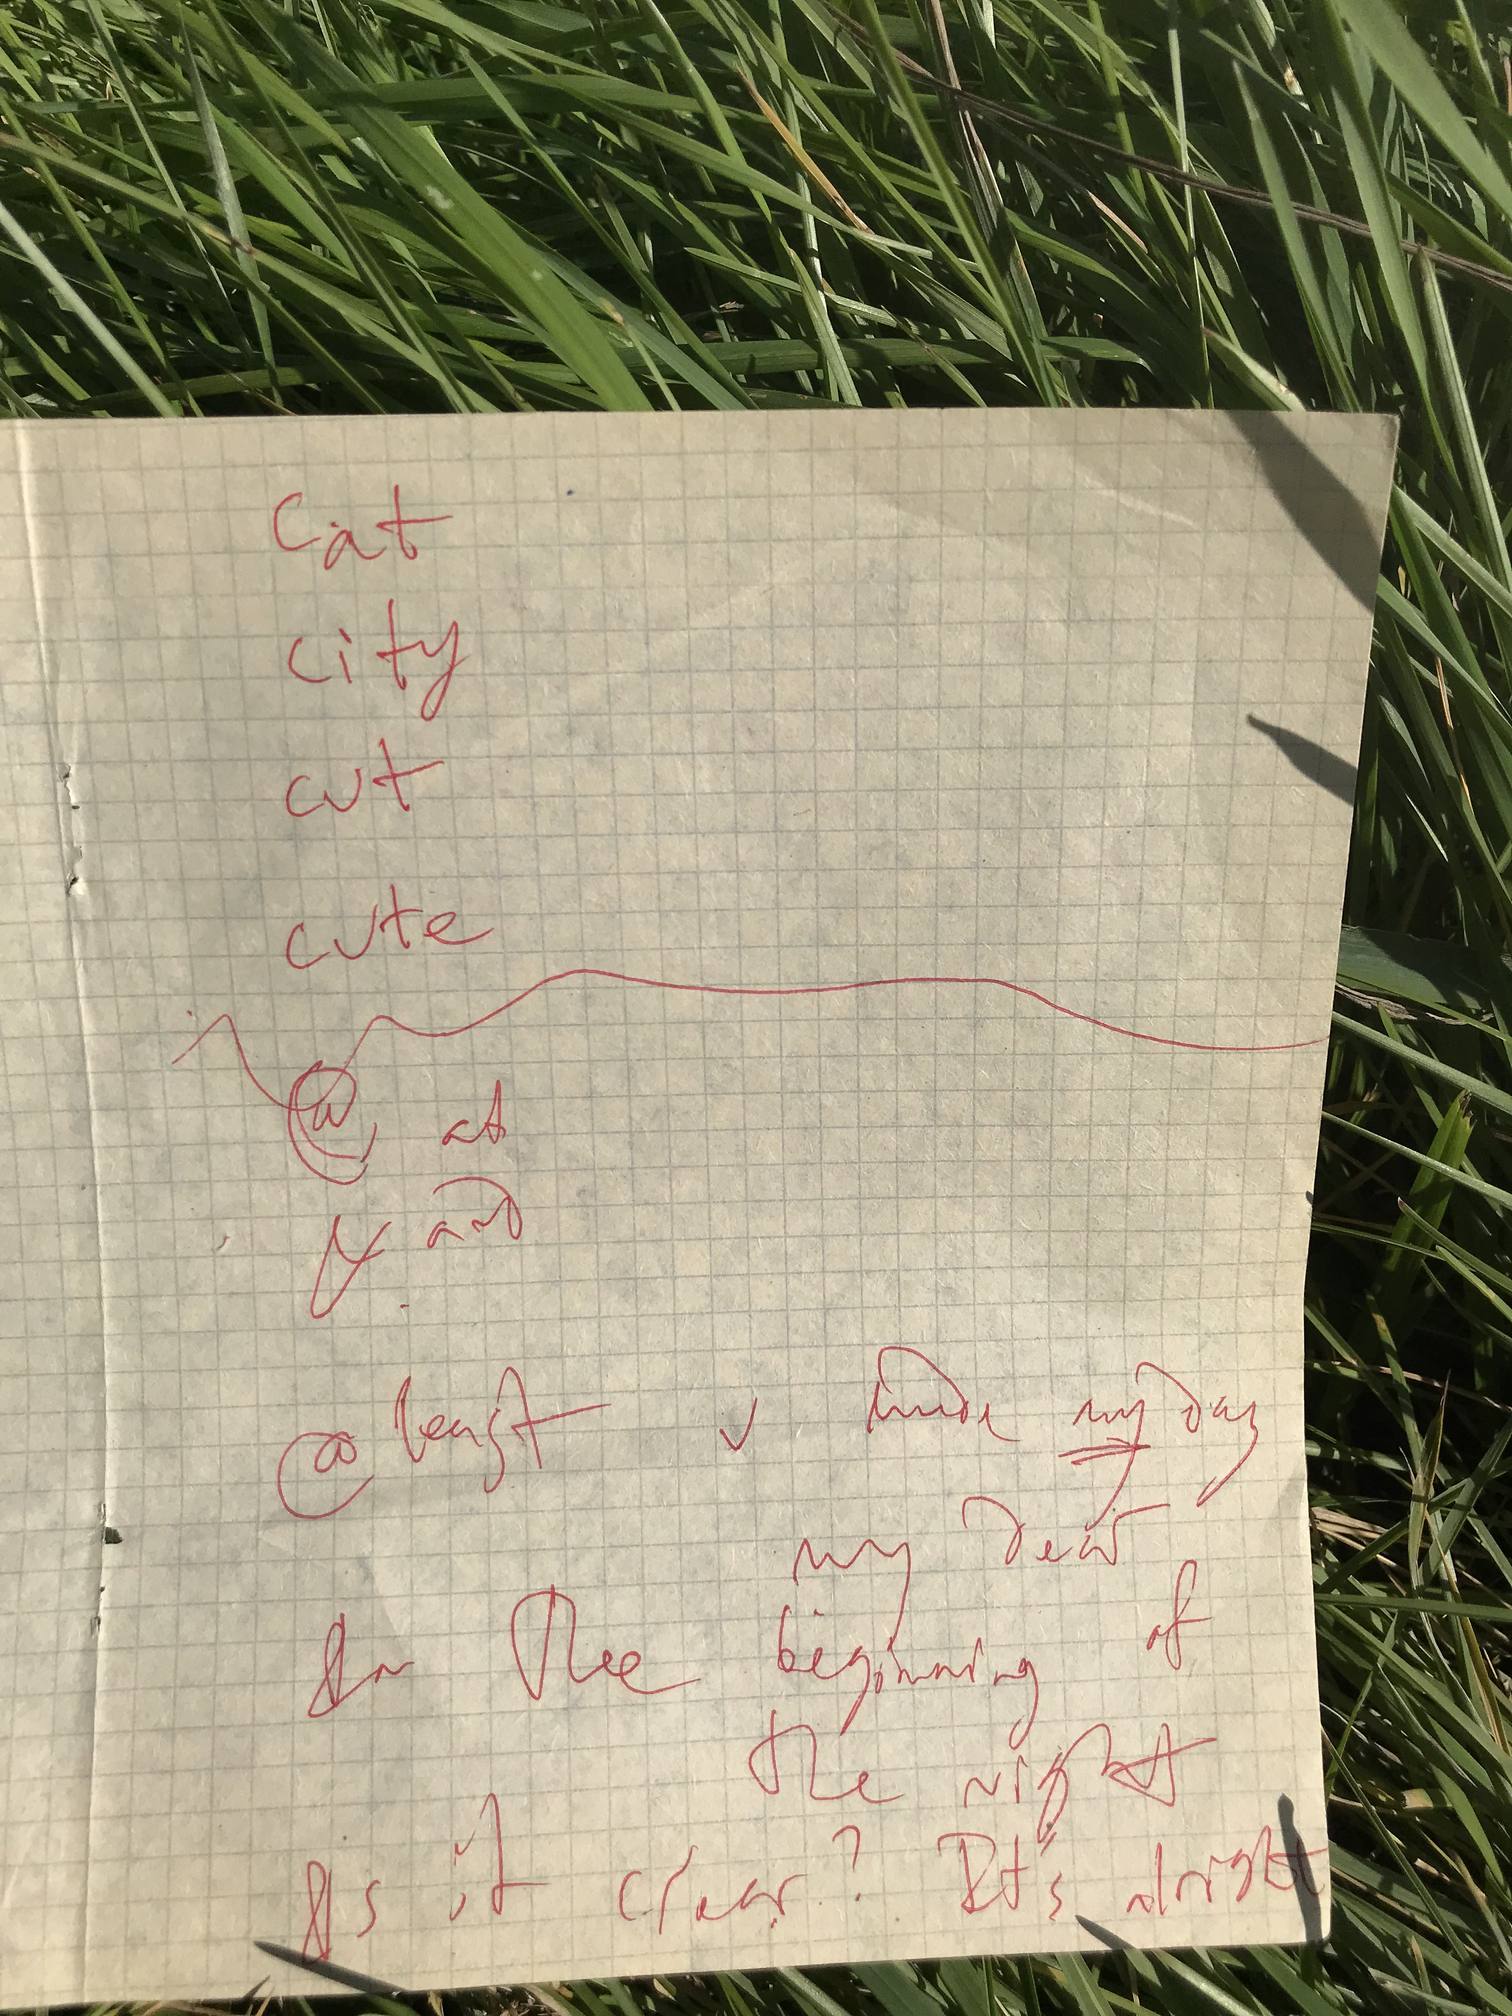 Cat
city
cut
cute
@ at
& and
@ least u made my day
my dear
In the beginning of
the night
Is it clear? It's alright